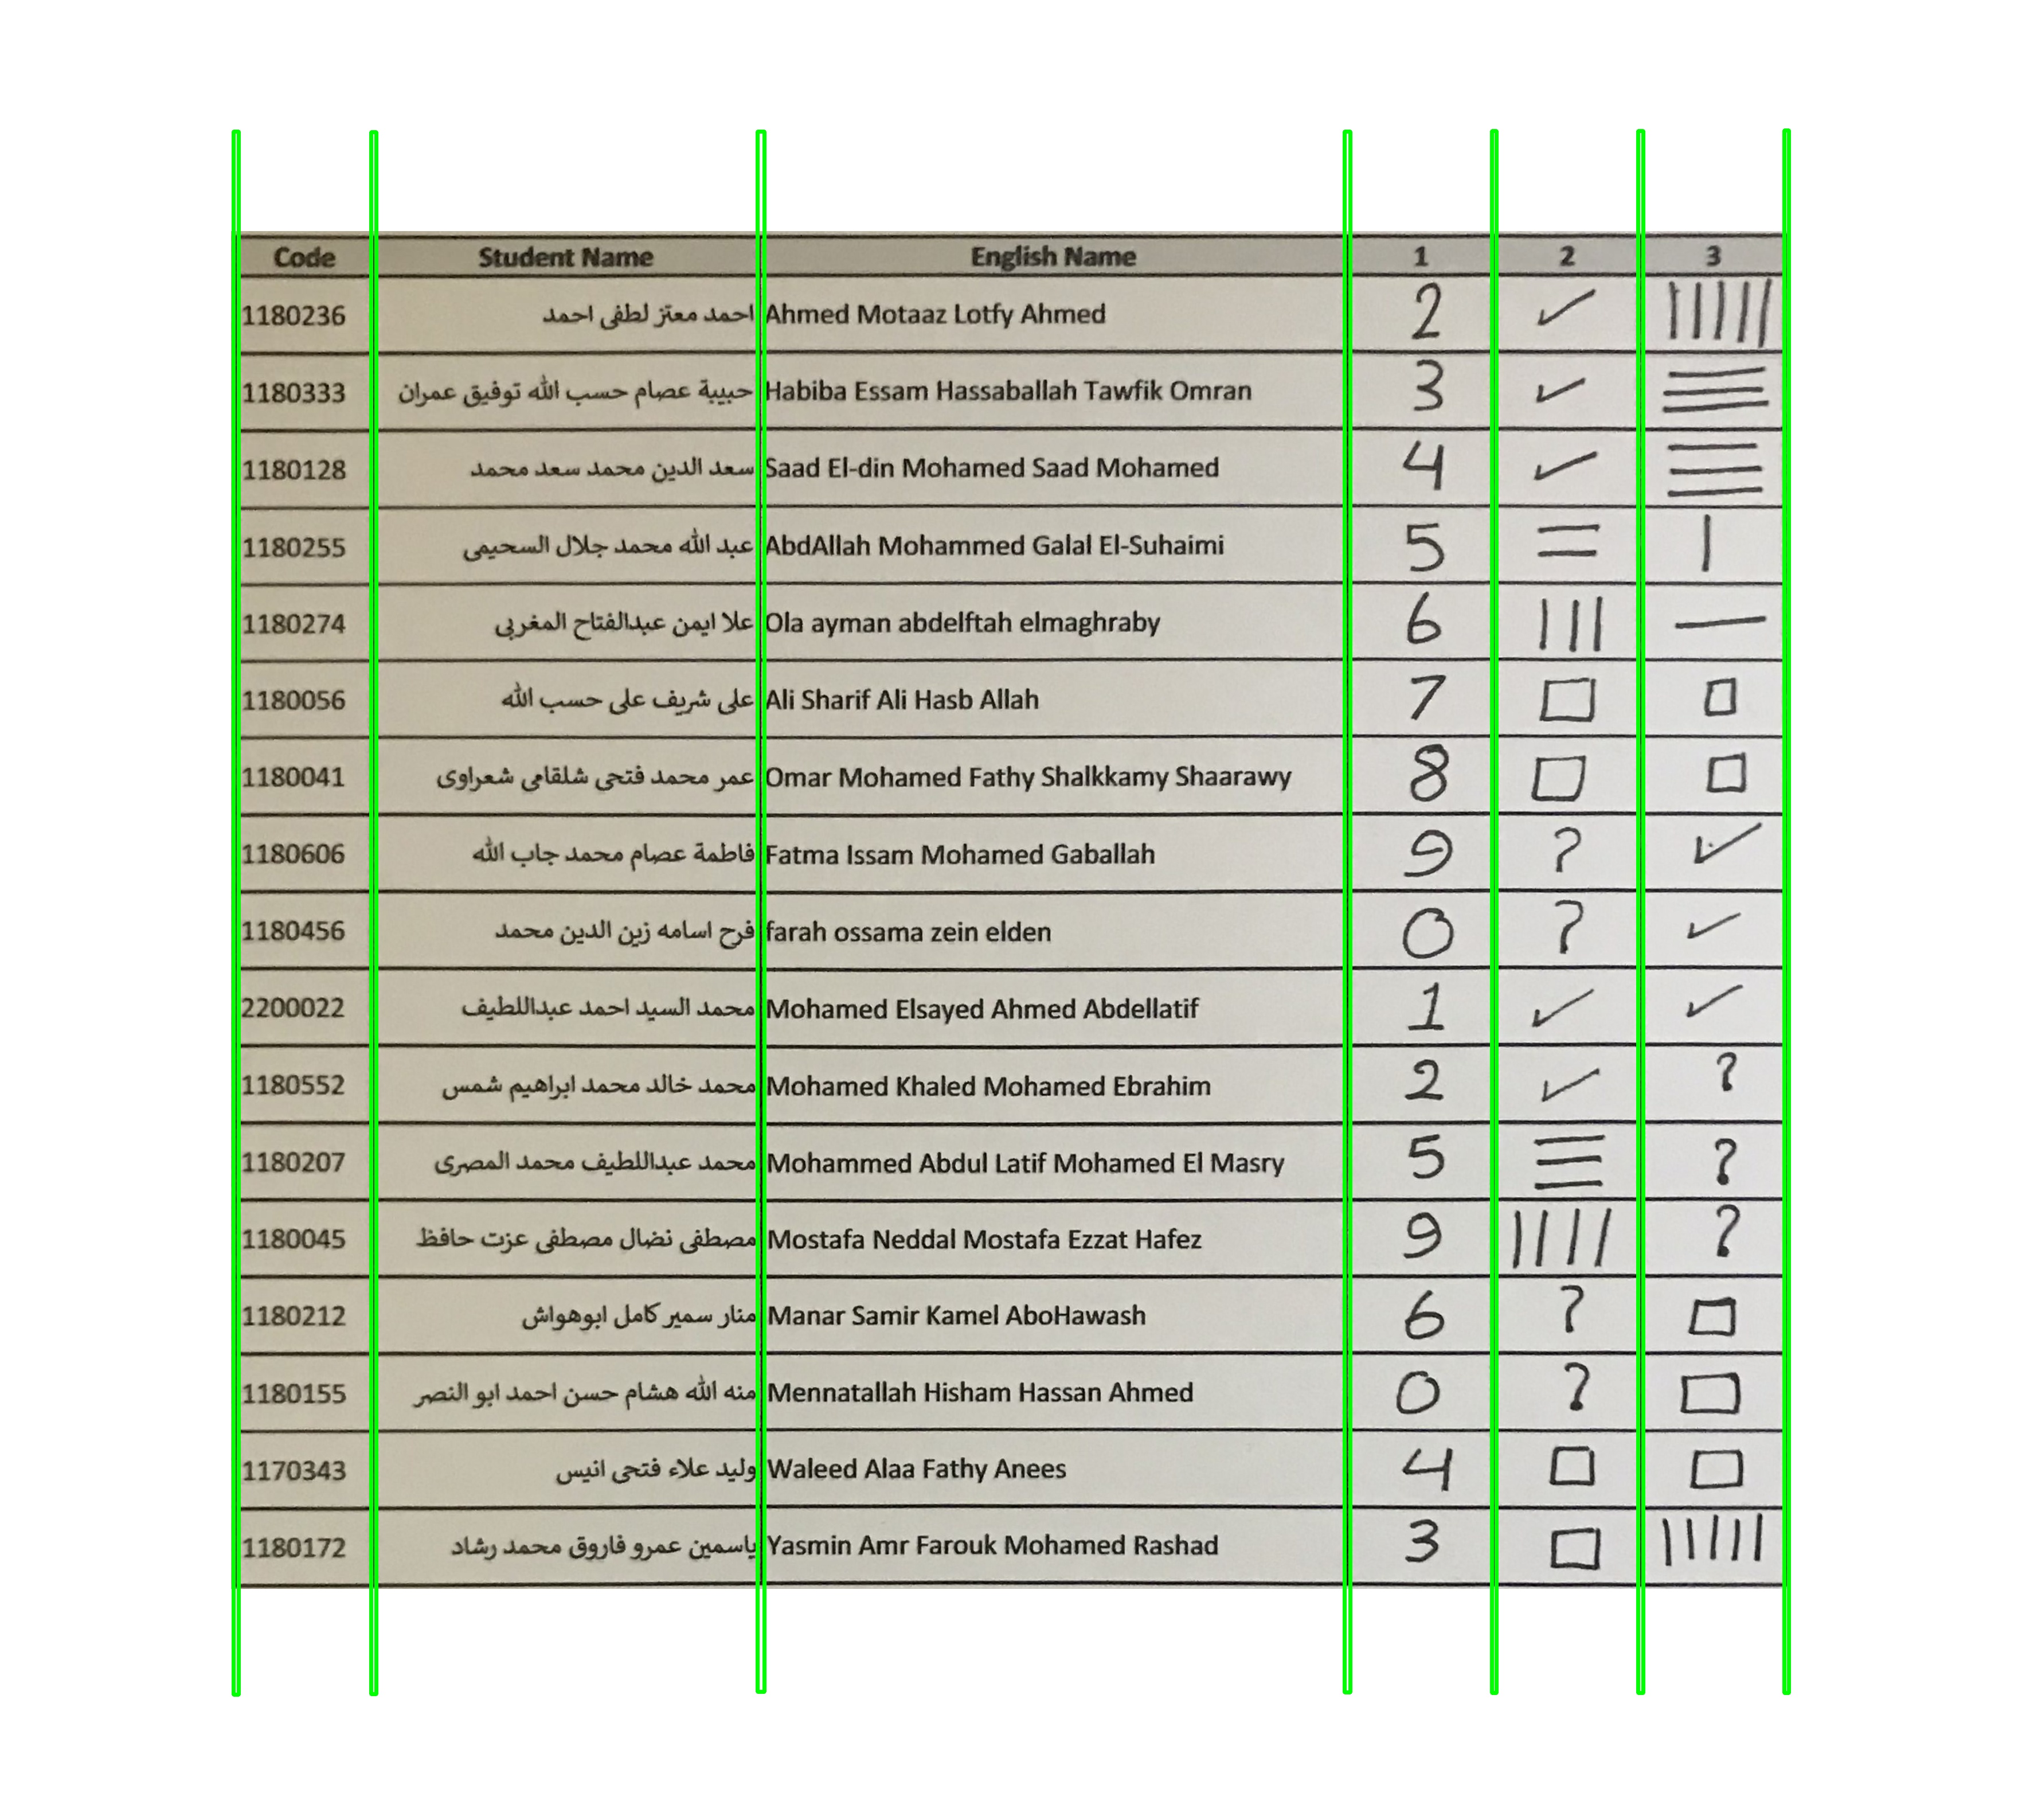 Code Student Name English Name 1 2 3
1180236 احمد معتز لطفى احمد Ahmed Motaaz Lotfy Ahmed 2 ✓ |||||
1180333 حبيبة عصام حسب الله توفيق عمران Habiba Essam Hassaballah Tawfik Omran 3 ✓ ☰
1180128 سعد الدين محمد سعد محمد Saad El-din Mohamed Saad Mohamed 4 ✓ ☰
1180255 عبد الله محمد جلال السحيمى AbdAllah Mohammed Galal El-Suhaimi 5 = |
1180274 علا ايمن عبدالفتاح المغربى Ola ayman abdelftah elmaghraby 6 ||| —
1180056 على شريف على حسب الله Ali Sharif Ali Hasb Allah 7 □ □
1180041 عمر محمد فتحى شلقامى شعراوى Omar Mohamed Fathy Shalkkamy Shaarawy 8 □ □
1180606 فاطمة عصام محمد جاب الله Fatma Issam Mohamed Gaballah 9 ? ✓
1180456 فرح اسامه زين الدين محمد farah ossama zein elden 0 ? ✓
2200022 محمد السيد احمد عبداللطيف Mohamed Elsayed Ahmed Abdellatif 1 ✓ ✓
1180552 محمد خالد محمد ابراهيم شمس Mohamed Khaled Mohamed Ebrahim 2 ✓ ?
1180207 محمد عبداللطيف محمد المصرى Mohammed Abdul Latif Mohamed El Masry 5 ☰ ?
1180045 مصطفى نضال مصطفى عزت حافظ Mostafa Neddal Mostafa Ezzat Hafez 9 |||| ?
1180212 منار سمير كامل ابوهواش Manar Samir Kamel AboHawash 6 ? □
1180155 منه الله هشام حسن احمد ابو النصر Mennatallah Hisham Hassan Ahmed 0 ? □
1170343 وليد علاء فتحى انيس Waleed Alaa Fathy Anees 4 □ □
1180172 ياسمين عمرو فاروق محمد رشاد Yasmin Amr Farouk Mohamed Rashad 3 □ |||||